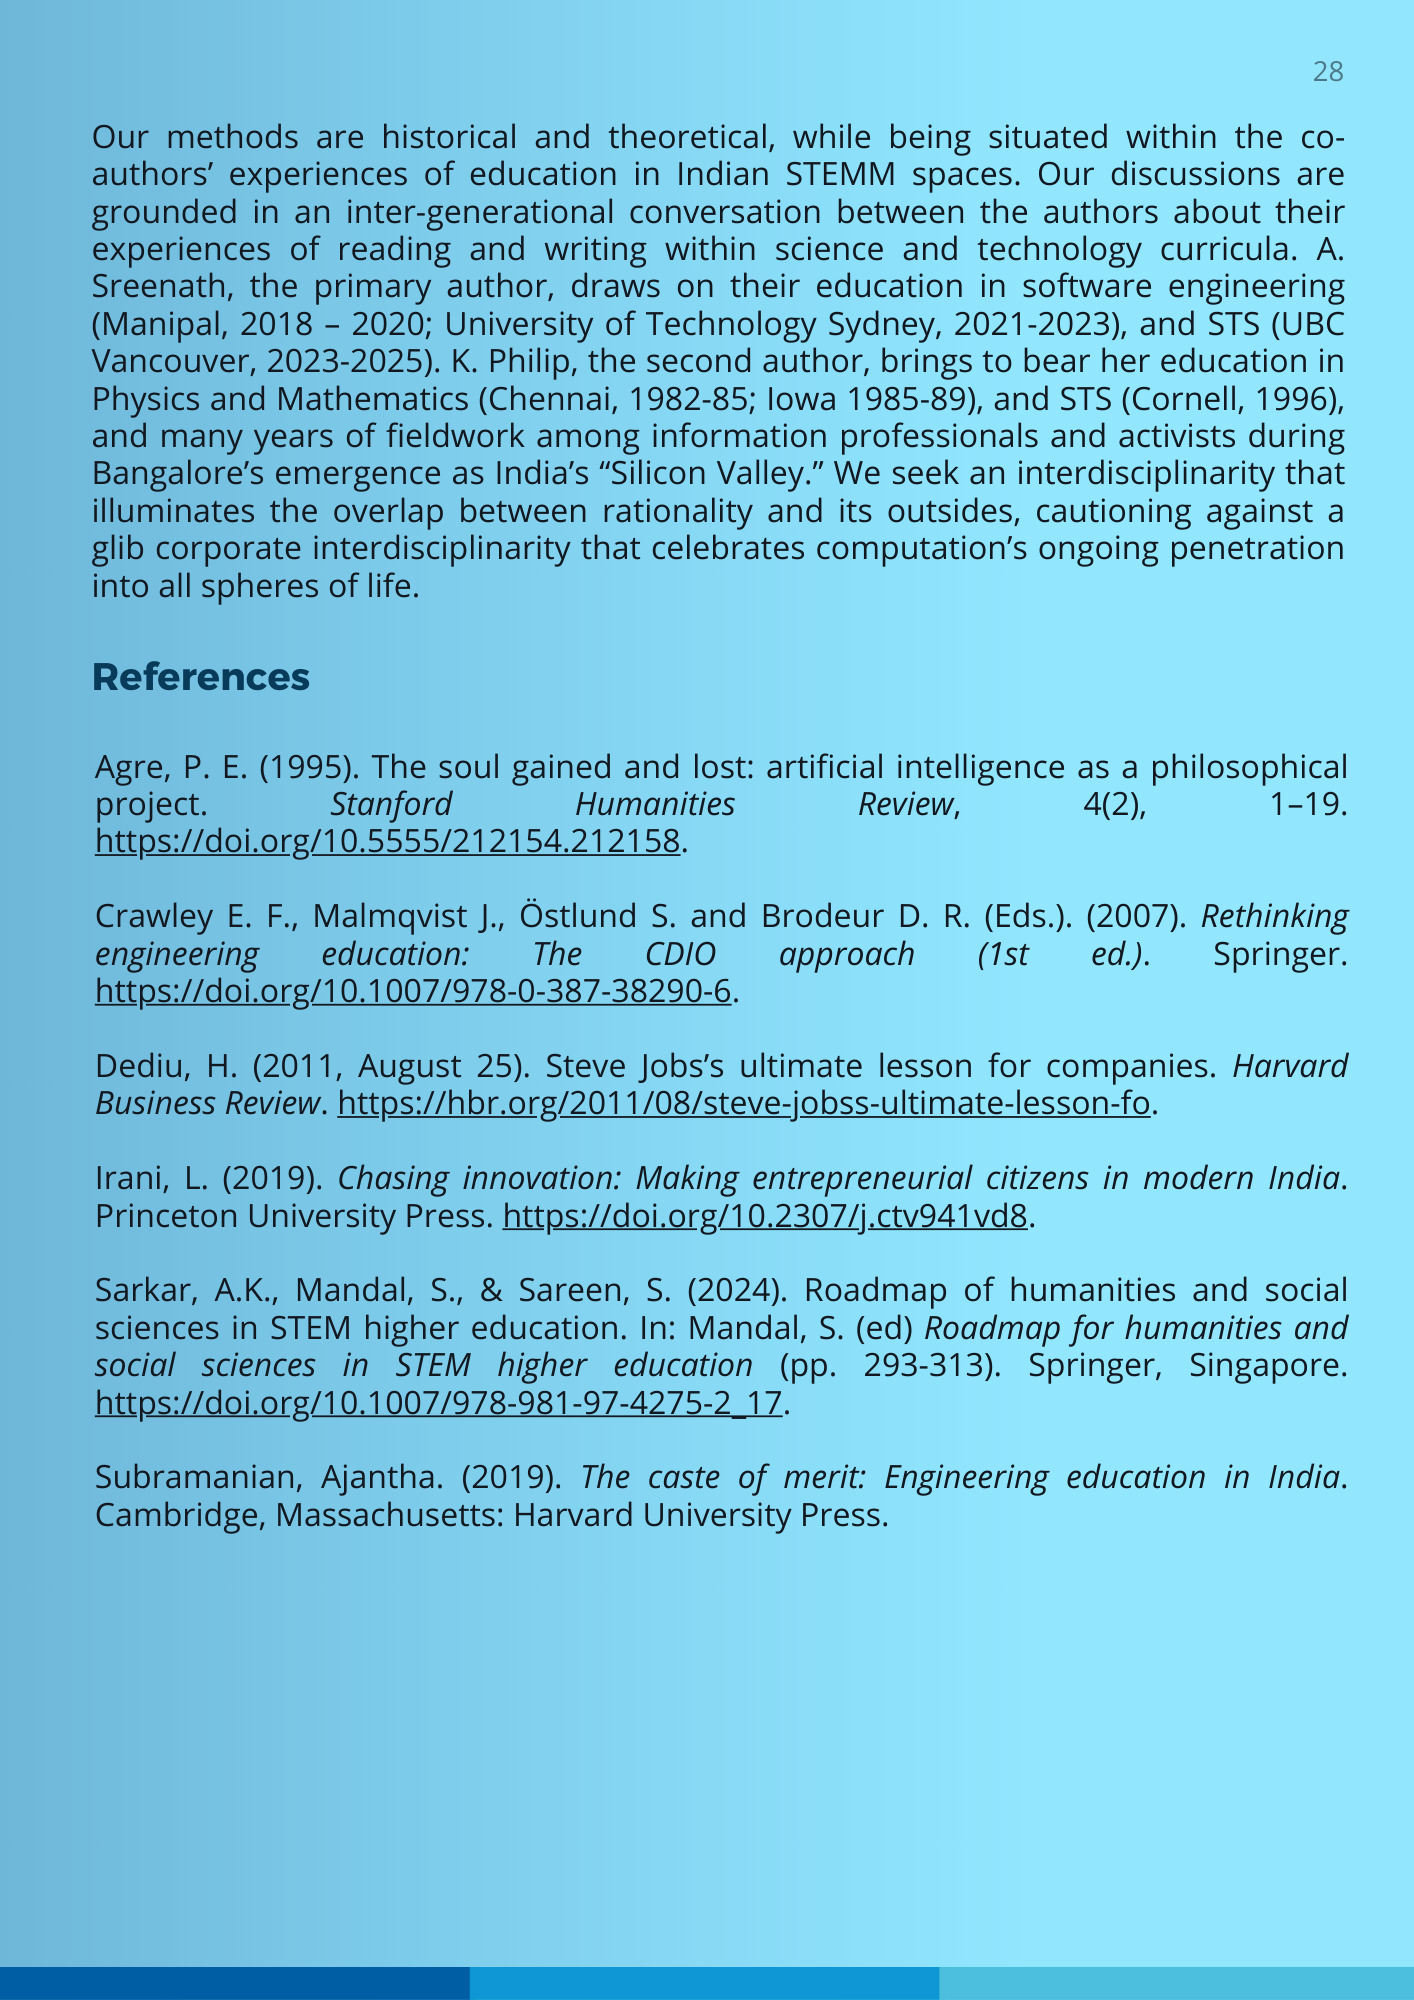 28
Our methods are historical and theoretical, while being situated within the co-
authors’ experiences of education in Indian STEMM spaces. Our discussions are
grounded in an inter-generational conversation between the authors about their
experiences of reading and writing within science and technology curricula. A.
Sreenath, the primary author, draws on their education in software engineering
(Manipal, 2018 – 2020; University of Technology Sydney, 2021-2023), and STS (UBC
Vancouver, 2023-2025). K. Philip, the second author, brings to bear her education in
Physics and Mathematics (Chennai, 1982-85; Iowa 1985-89), and STS (Cornell, 1996),
and many years of fieldwork among information professionals and activists during
Bangalore’s emergence as India’s “Silicon Valley.” We seek an interdisciplinarity that
illuminates the overlap between rationality and its outsides, cautioning against a
glib corporate interdisciplinarity that celebrates computation’s ongoing penetration
into all spheres of life.
References
Agre, P. E. (1995). The soul gained and lost: artificial intelligence as a philosophical
project. Stanford Humanities Review, 4(2), 1–19.
https://doi.org/10.5555/212154.212158.
Crawley E. F., Malmqvist J., Östlund S. and Brodeur D. R. (Eds.). (2007). Rethinking
engineering education: The CDIO approach (1st ed.). Springer.
https://doi.org/10.1007/978-0-387-38290-6.
Dediu, H. (2011, August 25). Steve Jobs’s ultimate lesson for companies. Harvard
Business Review. https://hbr.org/2011/08/steve-jobss-ultimate-lesson-fo.
Irani, L. (2019). Chasing innovation: Making entrepreneurial citizens in modern India.
Princeton University Press. https://doi.org/10.2307/j.ctv941vd8.
Sarkar, A.K., Mandal, S., & Sareen, S. (2024). Roadmap of humanities and social
sciences in STEM higher education. In: Mandal, S. (ed) Roadmap for humanities and
social sciences in STEM higher education (pp. 293-313). Springer, Singapore.
https://doi.org/10.1007/978-981-97-4275-2_17.
Subramanian, Ajantha. (2019). The caste of merit: Engineering education in India.
Cambridge, Massachusetts: Harvard University Press.